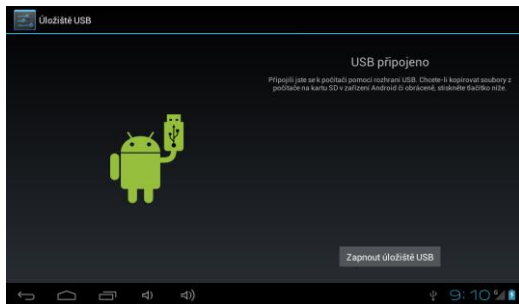 Úložiště USB
USB připojeno
Připojili jste se k počítači pomocí rozhraní USB. Chcete-li kopírovat soubory z
počítače na kartu SD v zařízení Android či obráceně, stiskněte tlačítko níže.
Zapnout úložiště USB
9:10